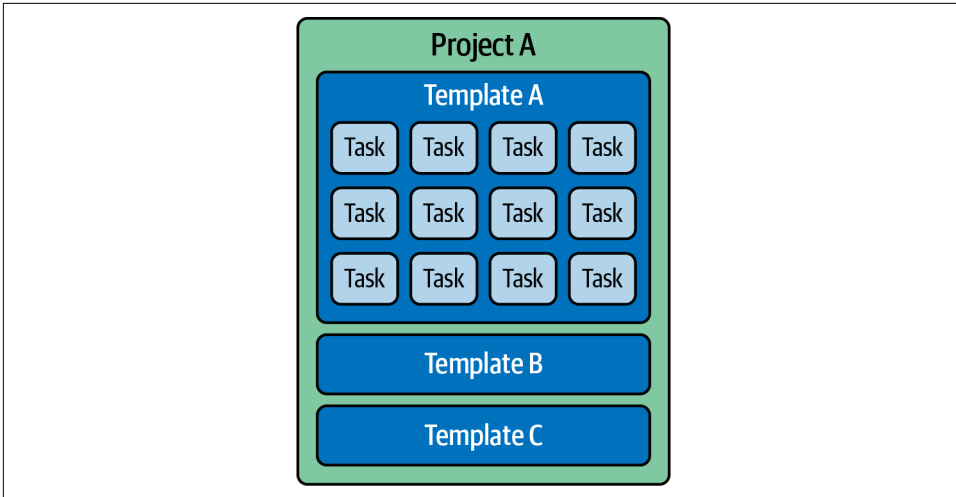 Project A
Template A
Task Task Task Task
Task Task Task Task
Task Task Task Task
Template B
Template C